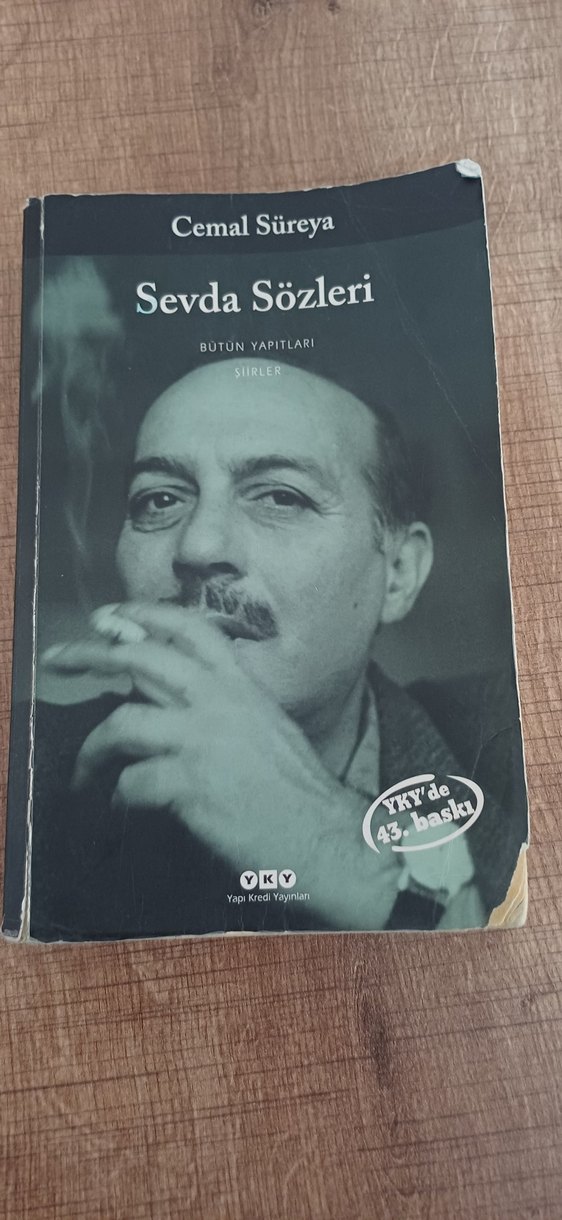 Cemal Süreya
Sevda Sözleri
BÜTÜN YAPITLARI
ŞİİRLER
YKY'de
43. baskı
YKY
Yapı Kredi Yayınları